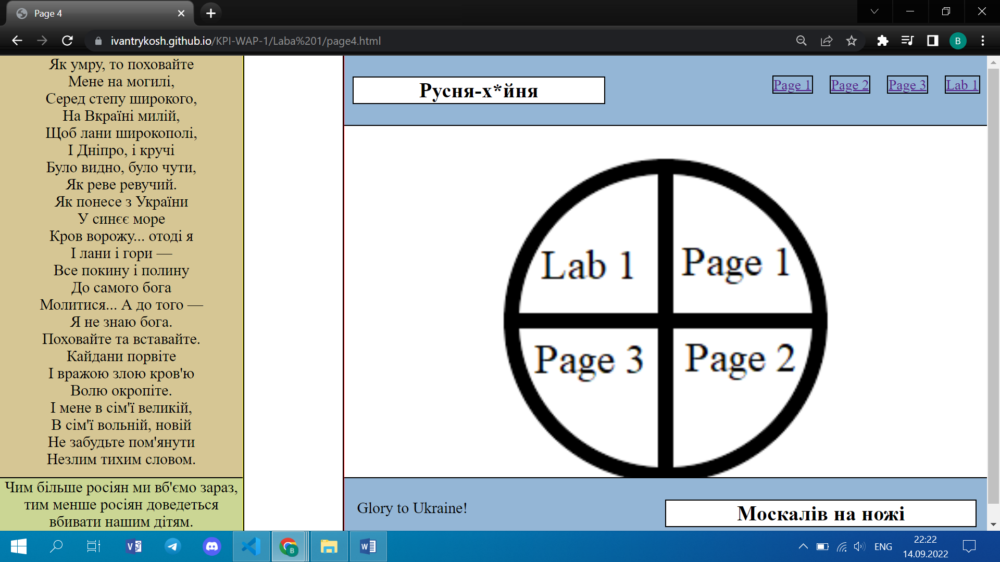 Page 4
ivantrykosh.github.io/KPI-WAP-1/Laba%201/page4.html
B
Як умру, то поховайте
Мене на могилі,
Серед степу широкого,
На Вкраїні милій,
Щоб лани широкополі,
І Дніпро, і кручі
Було видно, було чути,
Як реве ревучий.
Як понесе з України
У синєє море
Кров ворожу... отоді я
І лани і гори —
Все покину і полину
До самого бога
Молитися... А до того —
Я не знаю бога.
Поховайте та вставайте.
Кайдани порвіте
І вражою злою кров'ю
Волю окропіте.
І мене в сім'ї великій,
В сім'ї вольній, новій
Не забудьте пом'янути
Незлим тихим словом.
Чим більше росіян ми вб'ємо зараз,
тим менше росіян доведеться
вбивати нашим дітям.
Русня-х*йня
Page 1 Page 2 Page 3 Lab 1
Lab 1 Page 1
Page 3 Page 2
Glory to Ukraine!
Москалів на ножі
ENG
22:22
14.09.2022